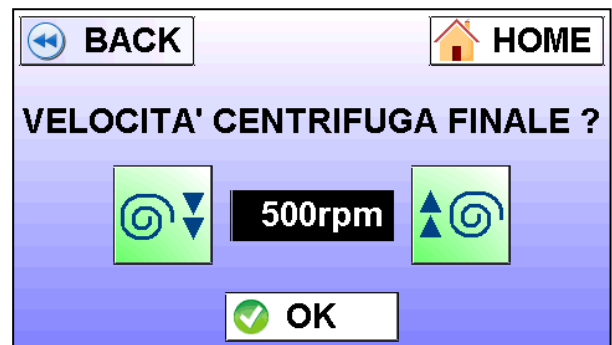 BACK
HOME
VELOCITA' CENTRIFUGA FINALE ?
500rpm
OK